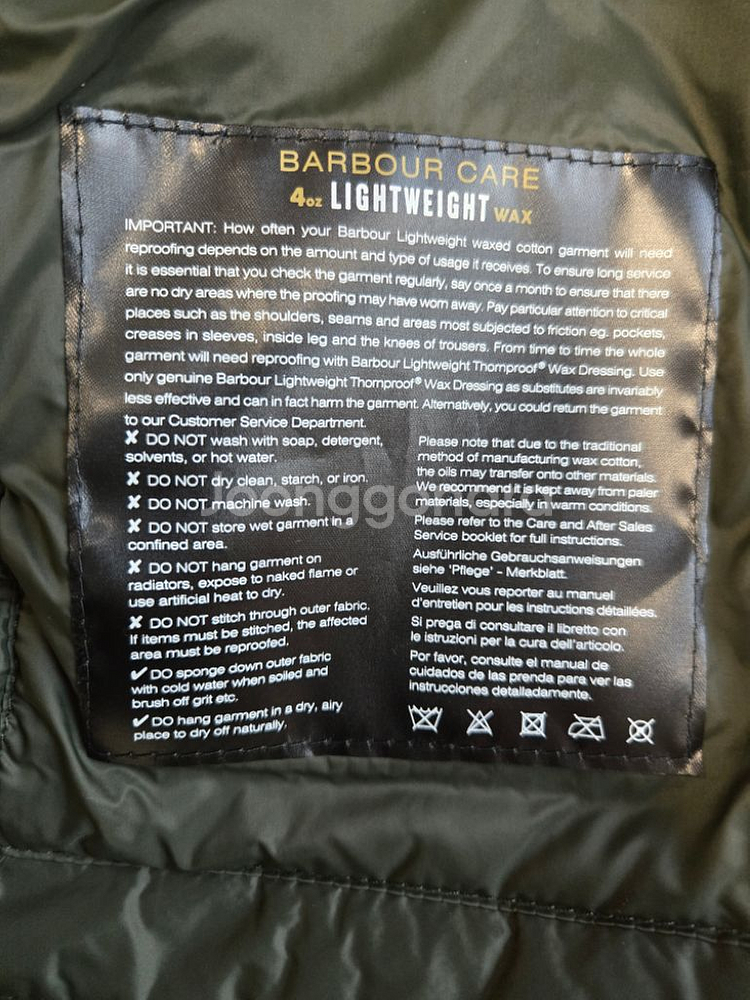 BARBOUR CARE
4oz LIGHTWEIGHT WAX
IMPORTANT: How often your Barbour Lightweight waxed cotton garment will need
reproofing depends on the amount and type of usage it receives. To ensure long service
it is essential that you check the garment regularly, say once a month to ensure that there
are no dry areas where the proofing may have worn away. Pay particular attention to critical
places such as the shoulders, seams and areas most subjected to friction eg. pockets,
creases in sleeves, inside leg and the knees of trousers. From time to time the whole
garment will need reproofing with Barbour Lightweight Thornproof® Wax Dressing. Use
only genuine Barbour Lightweight Thornproof® Wax Dressing as substitutes are invariably
less effective and can in fact harm the garment. Alternatively, you could return the garment
to our Customer Service Department.
✘ DO NOT wash with soap, detergent,
solvents, or hot water.
✘ DO NOT dry clean, starch, or iron.
✘ DO NOT machine wash.
✘ DO NOT store wet garment in a
confined area.
✘ DO NOT hang garment on
radiators, expose to naked flame or
use artificial heat to dry.
✘ DO NOT stitch through outer fabric.
If items must be stitched, the affected
area must be reproofed.
✔ DO sponge down outer fabric
with cold water when soiled and
brush off grit etc.
✔ DO hang garment in a dry, airy
place to dry off naturally.
Please note that due to the traditional
method of manufacturing wax cotton,
the oils may transfer onto other materials.
We recommend it is kept away from paler
materials, especially in warm conditions.
Please refer to the Care and After Sales
Service booklet for full instructions.
Ausführliche Gebrauchsanweisungen
siehe 'Pflege' - Merkblatt.
Veuillez vous reporter au manuel
d'entretien pour les instructions détaillées.
Si prega di consultare il libretto con
le istruzioni per la cura dell'articolo.
Por favor, consulte el manual de
cuidados de las prenda para ver las
instrucciones detalladamente.
Joonggonara